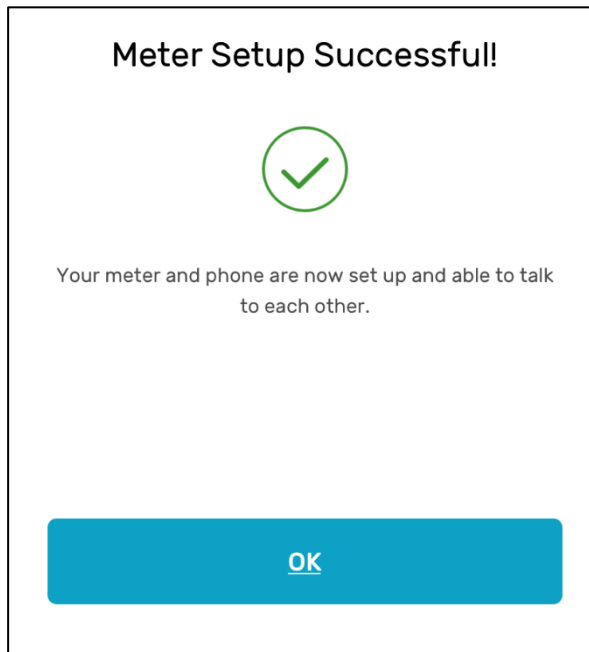 Meter Setup Successful!
Your meter and phone are now set up and able to talk
to each other.
OK